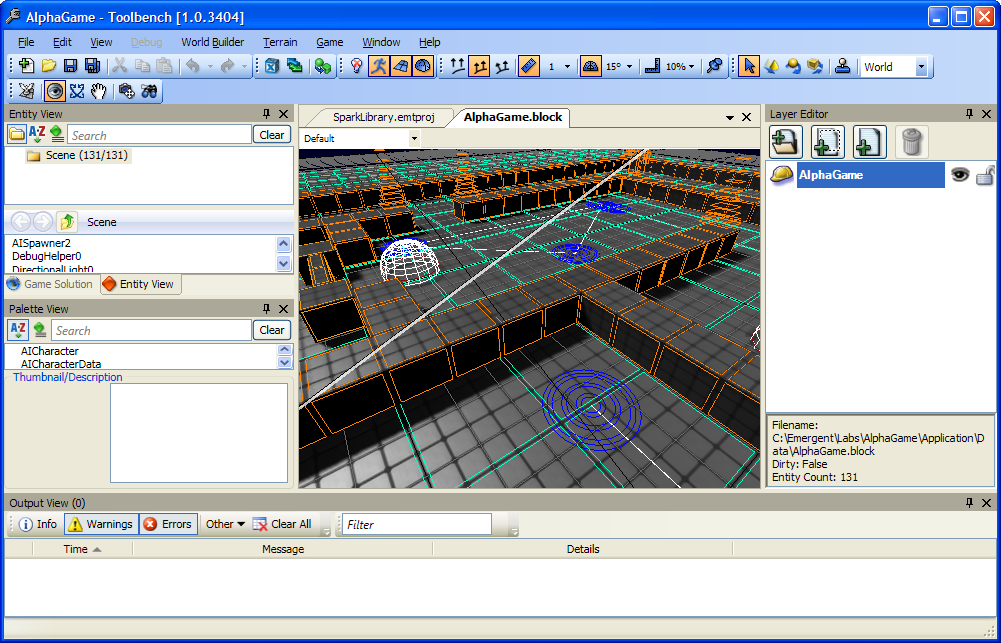 AlphaGame - Toolbench [1.0.3404]
File Edit View Debug World Builder Terrain Game Window Help
1 15° 10% World
Entity View
A-Z Search Clear
Scene (131/131)
Scene
AISpawner2
DebugHelper0
DirectionalLight0
Game Solution Entity View
Palette View
A-Z Search Clear
AICharacter
AICharacterData
Thumbnail/Description
SparkLibrary.emtproj AlphaGame.block
Default
Layer Editor
AlphaGame
Filename:
C:\Emergent\Labs\AlphaGame\Application\D
ata\AlphaGame.block
Dirty: False
Entity Count: 131
Output View (0)
Info Warnings Errors Other Clear All Filter
Time Message Details